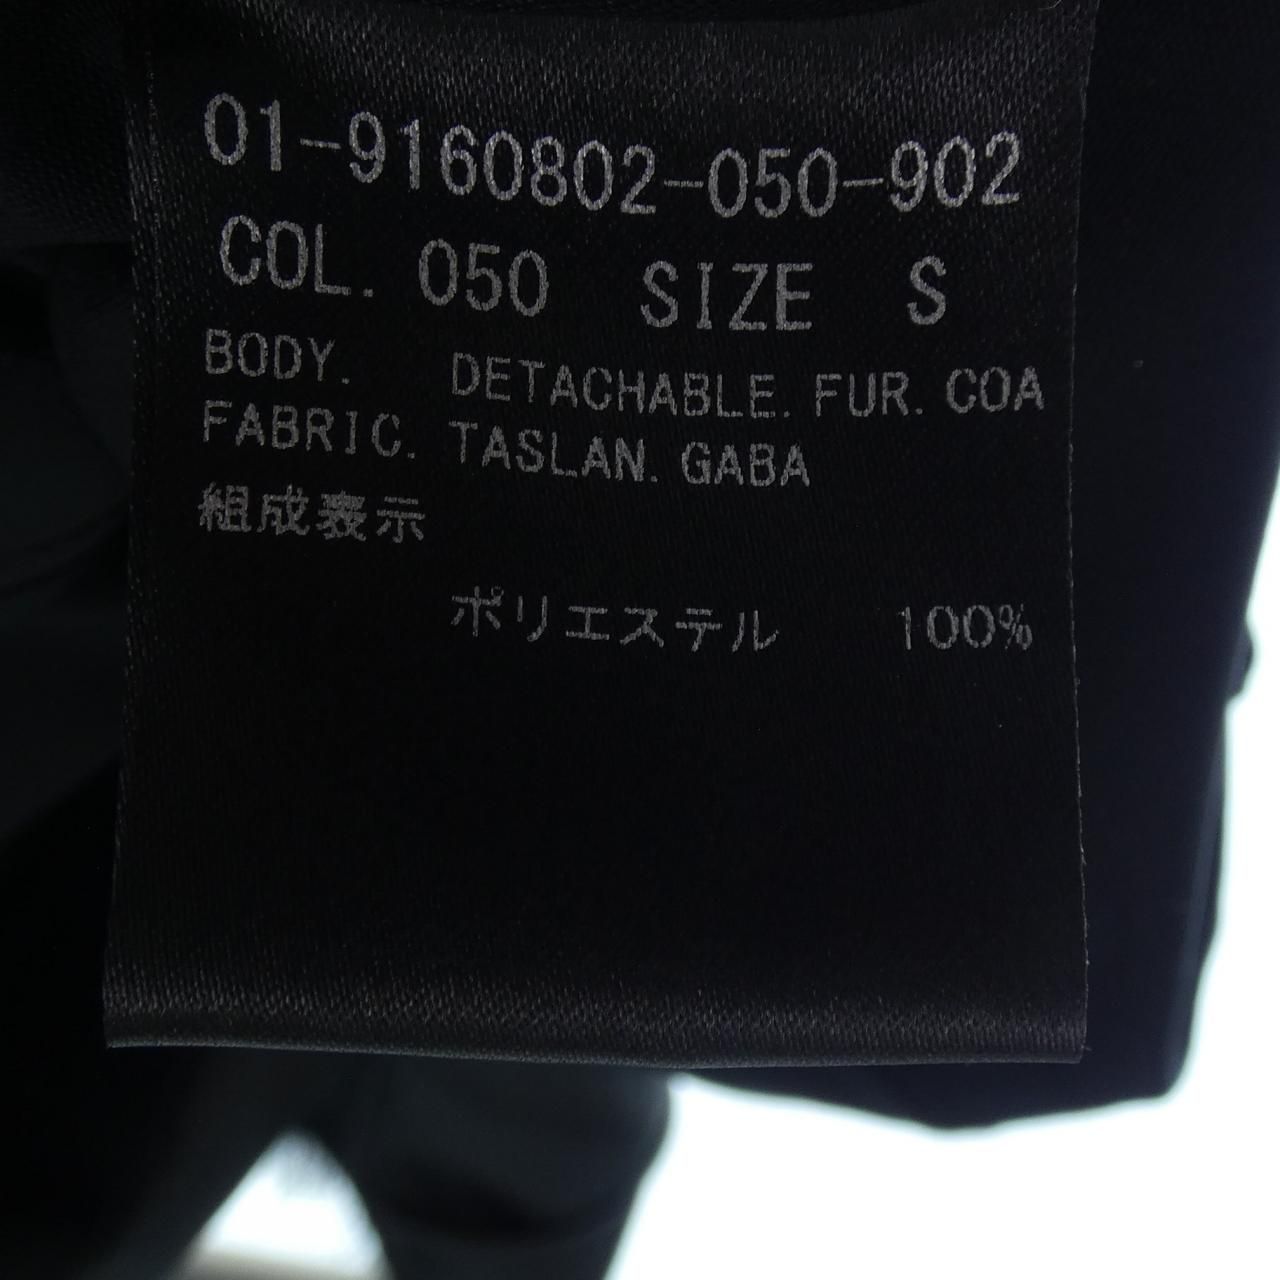 01-9160802-050-902
COL. 050 SIZE S
BODY. DETACHABLE. FUR. COA
FABRIC. TASLAN. GABA
組成表示
ポリエステル 100%